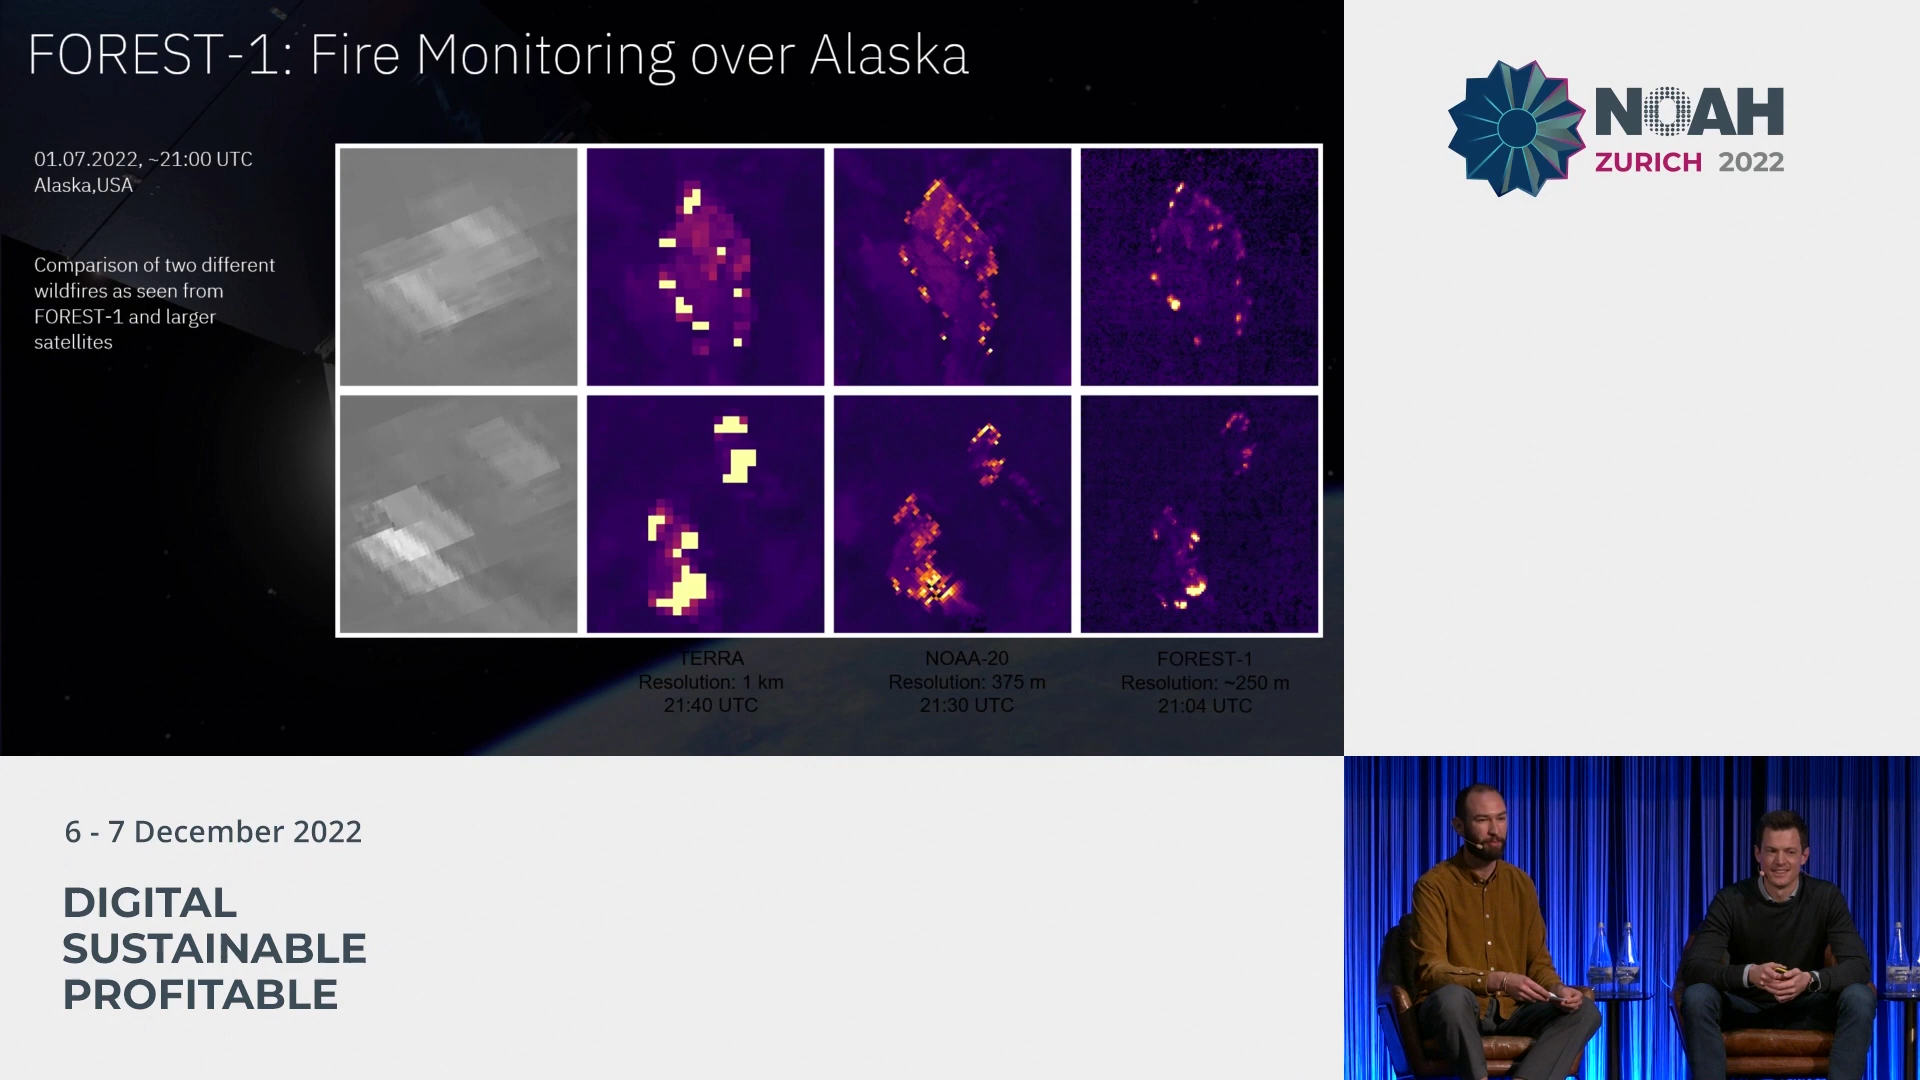 FOREST-1: Fire Monitoring over Alaska
01.07.2022, ~21:00 UTC
Alaska,USA
Comparison of two different
wildfires as seen from
FOREST-1 and larger
satellites
TERRA
Resolution: 1 km
21:40 UTC
NOAA-20
Resolution: 375 m
21:30 UTC
FOREST-1
Resolution: ~250 m
21:04 UTC
NOAH
ZURICH 2022
6 - 7 December 2022
DIGITAL
SUSTAINABLE
PROFITABLE